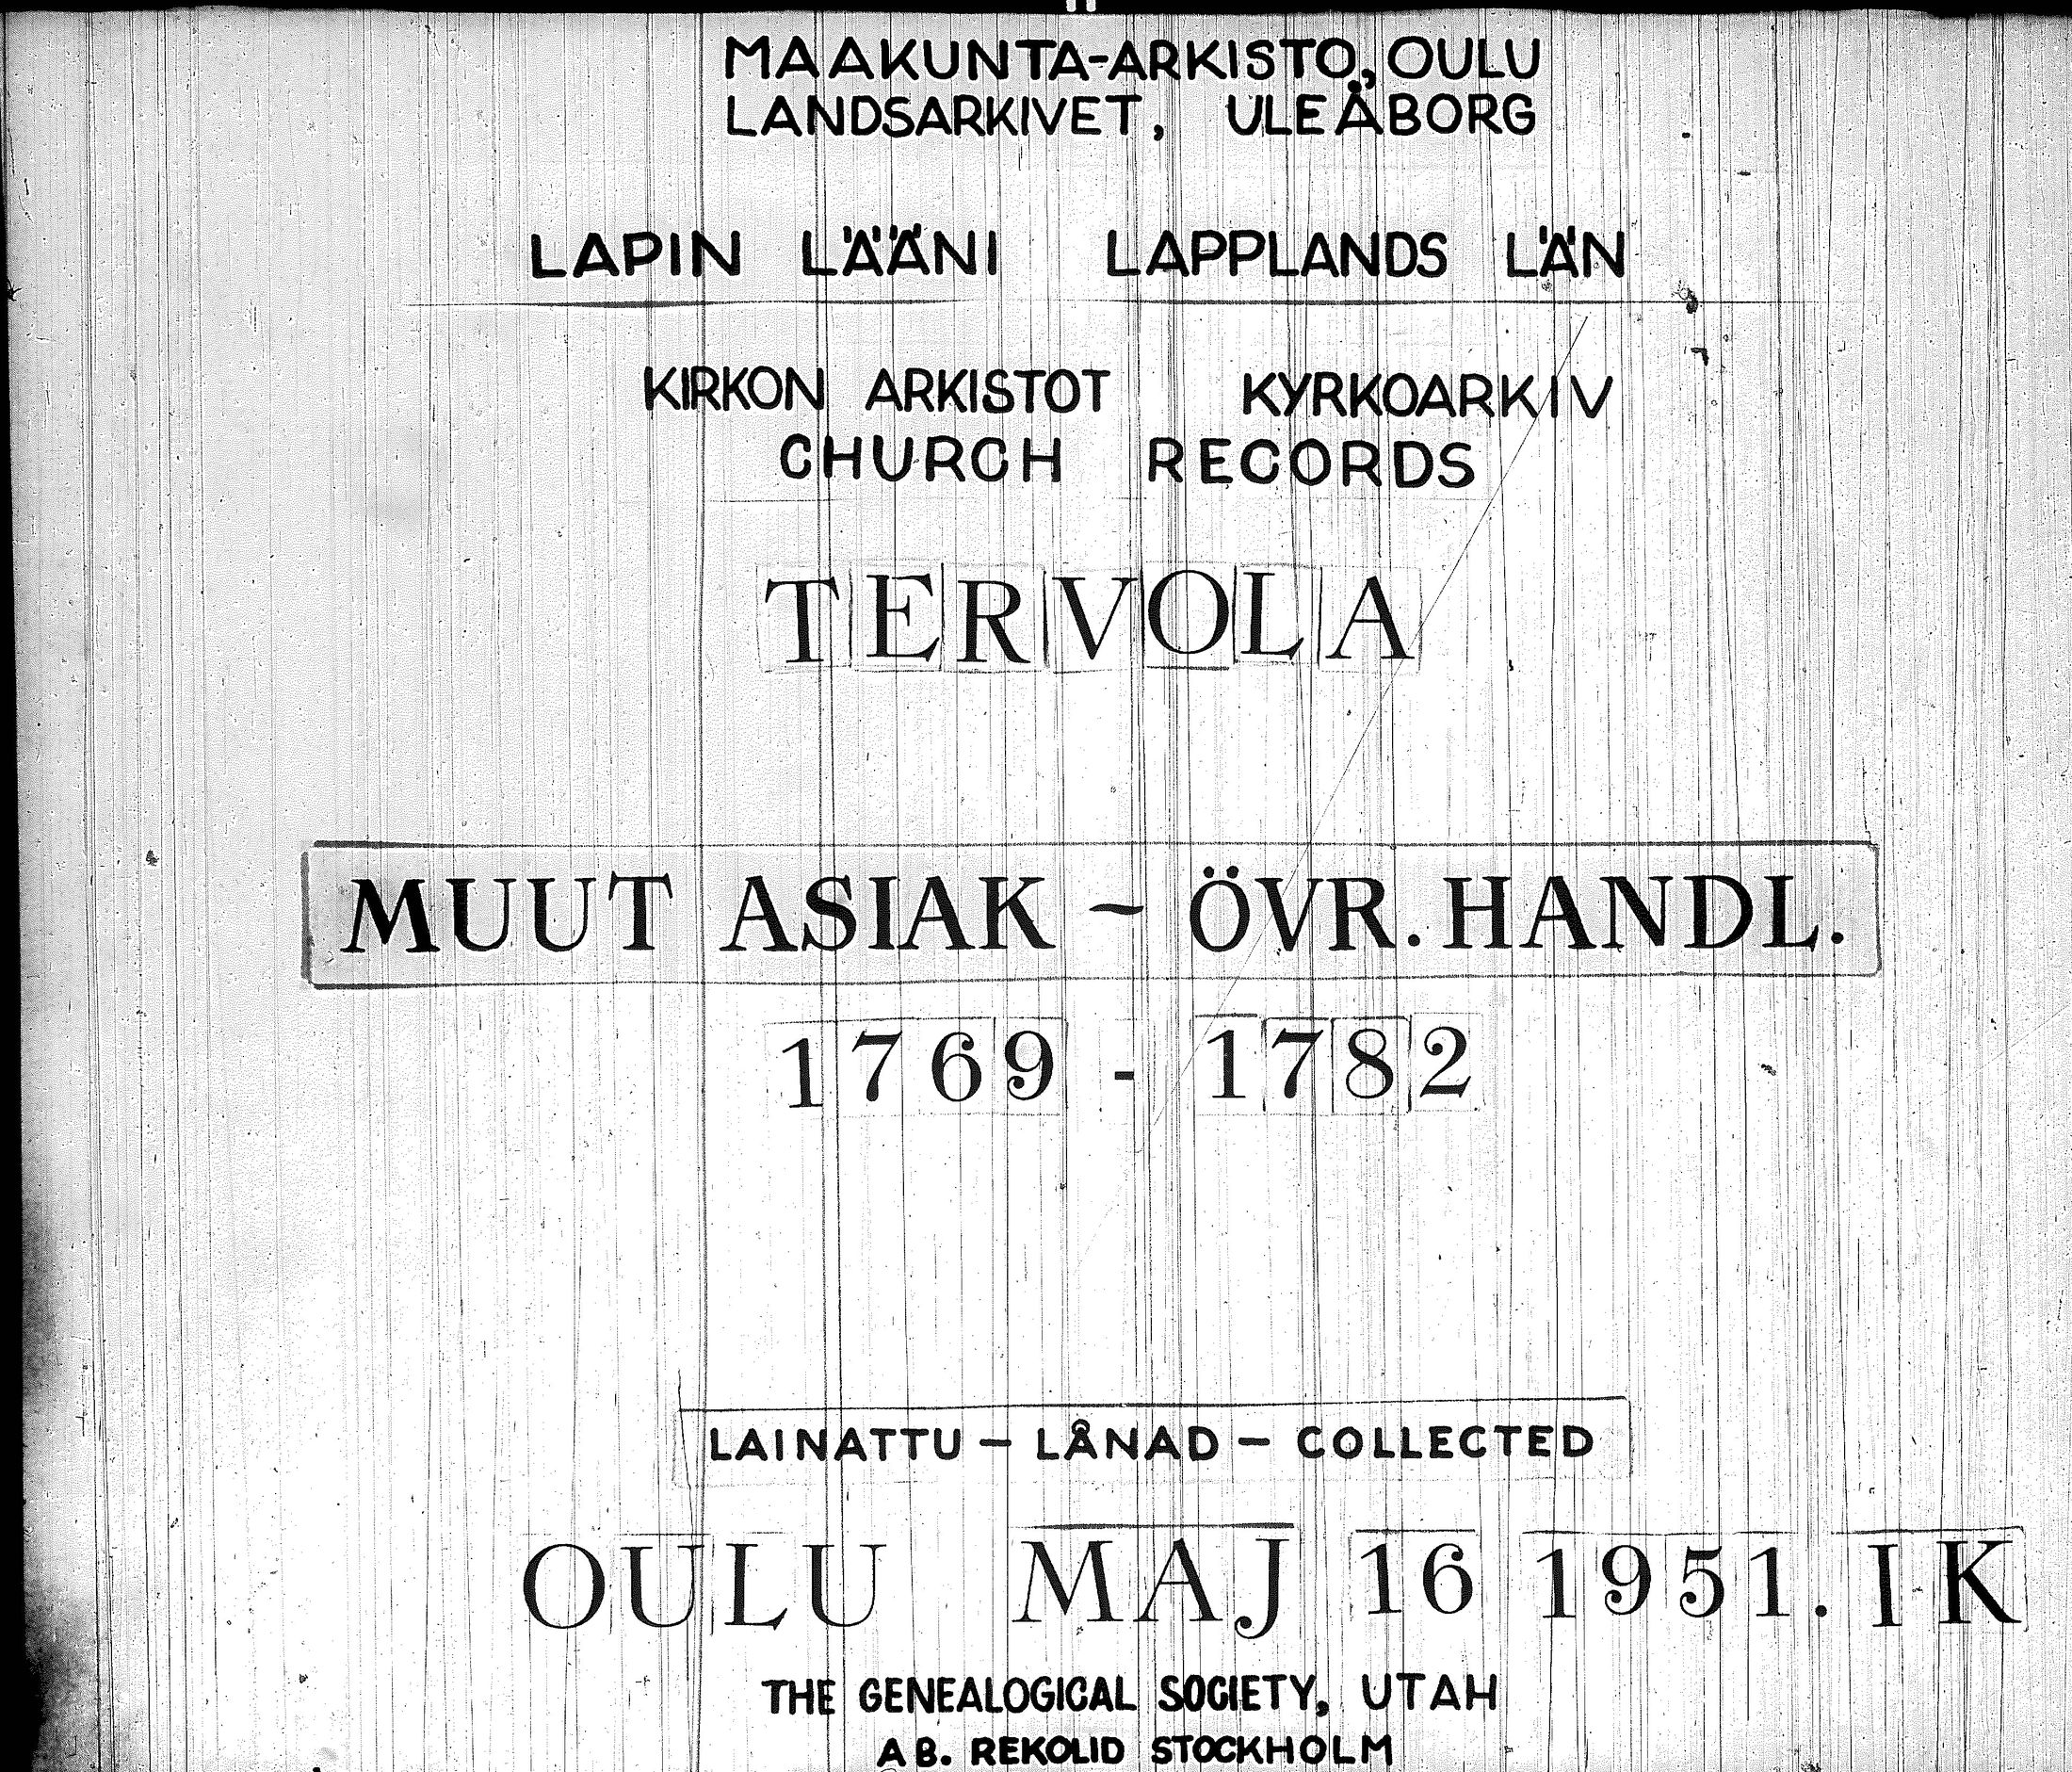 MAAKUNTA-ARKISTO, OULU
LANDSARKIVET, ULEÅBORG
LAPIN LÄÄNI LAPPLANDS LÄN
KIRKON ARKISTOT KYRKOARKIV
CHURCH RECORDS
TERVOLA
MUUT ASIAK ~ ÖVR. HANDL.
1769 - 1782
LAINATTU - LÅNAD - COLLECTED
OULU MAJ 16 1951. IK
THE GENEALOGICAL SOCIETY, UTAH
AB. REKOLID STOCKHOLM